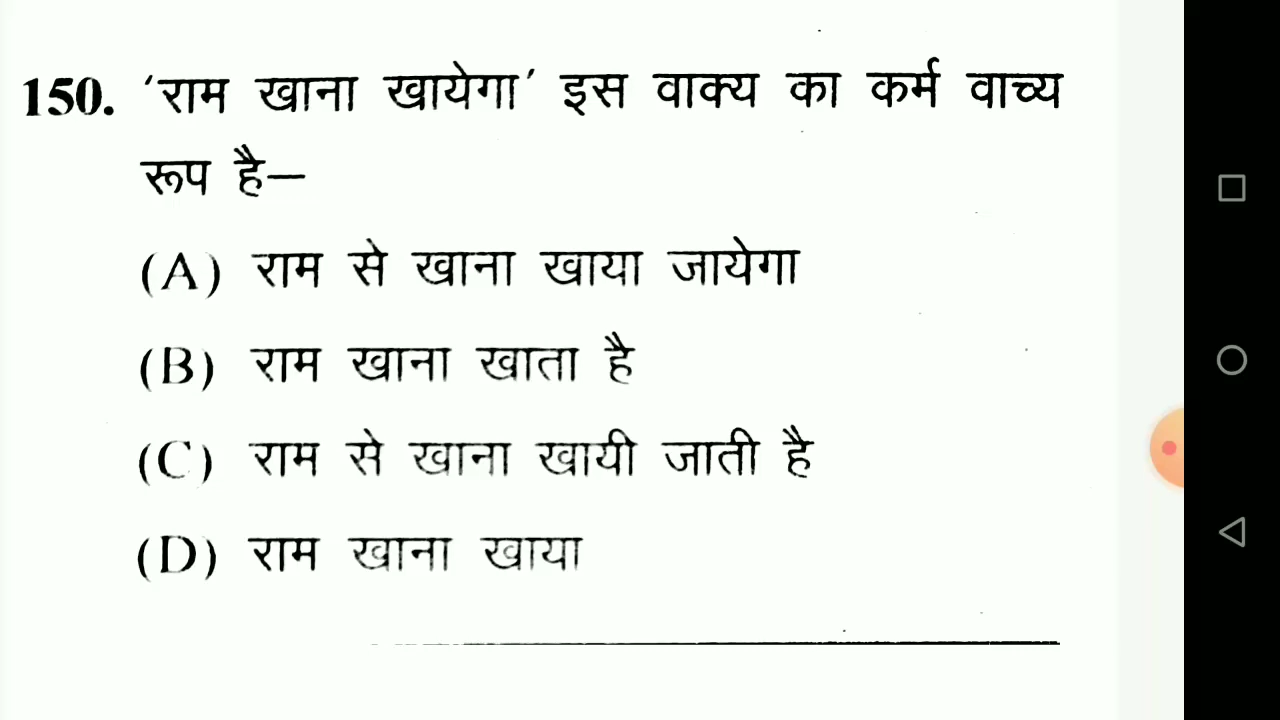 150. 'राम खाना खायेगा' इस वाक्य का कर्म वाच्य
रूप है—
(A) राम से खाना खाया जायेगा
(B) राम खाना खाता है
(C) राम से खाना खायी जाती है
(D) राम खाना खाया